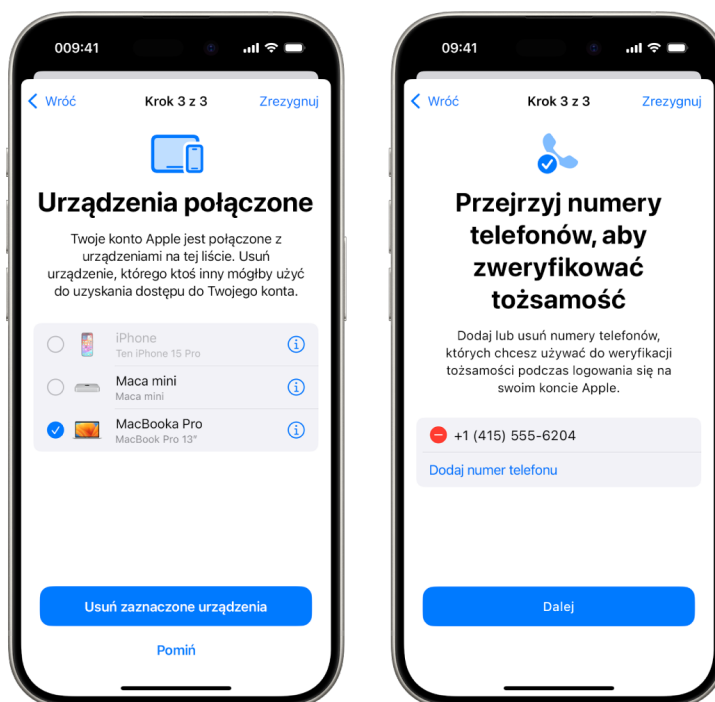 009:41
Wróć
Krok 3 z 3
Zrezygnuj
Urządzenia połączone
Twoje konto Apple jest połączone z
urządzeniami na tej liście. Usuń
urządzenie, którego ktoś inny mógłby użyć
do uzyskania dostępu do Twojego konta.
iPhone
Ten iPhone 15 Pro
Maca mini
Maca mini
MacBooka Pro
MacBook Pro 13"
Usuń zaznaczone urządzenia
Pomiń
09:41
Wróć
Krok 3 z 3
Zrezygnuj
Przejrzyj numery
telefonów, aby
zweryfikować
tożsamość
Dodaj lub usuń numery telefonów,
których chcesz używać do weryfikacji
tożsamości podczas logowania się na
swoim koncie Apple.
+1 (415) 555-6204
Dodaj numer telefonu
Dalej